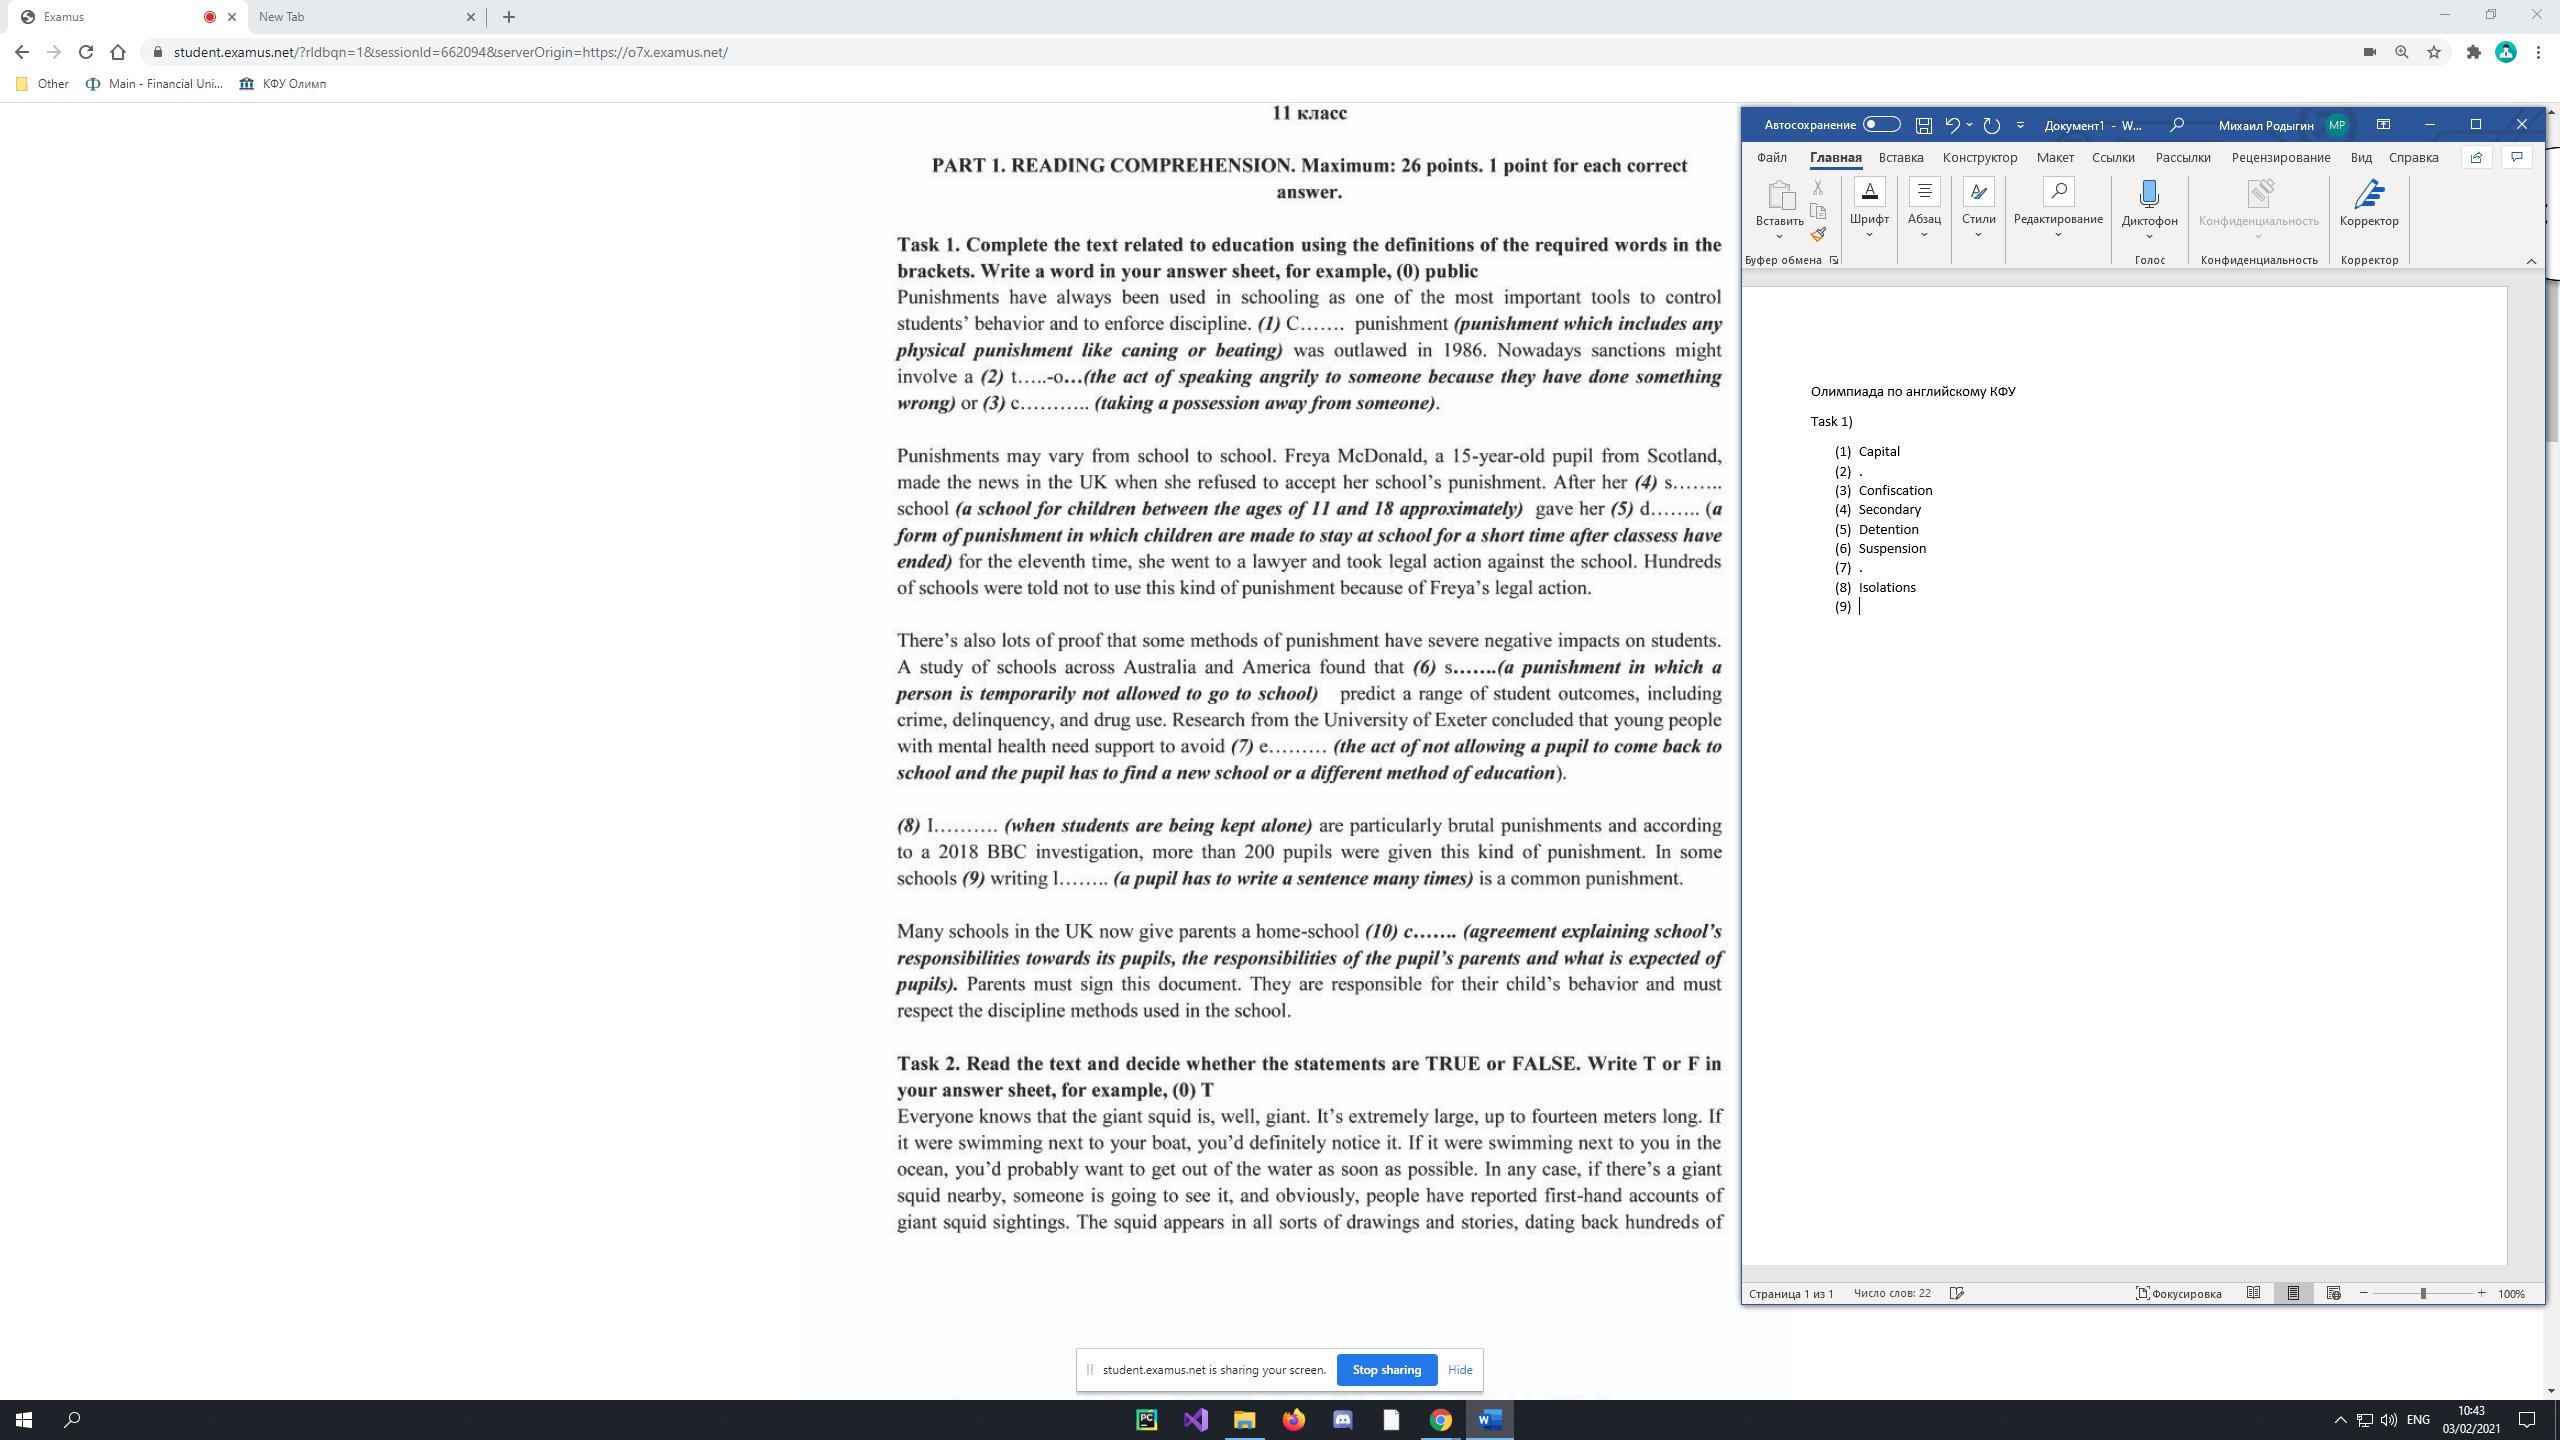 Examus
New Tab
student.examus.net/?rldbqn=1&sessionId=662094&serverOrigin=https://o7x.examus.net/
Other
Main - Financial Uni...
КФУ Олимп
11 класс
PART 1. READING COMPREHENSION. Maximum: 26 points. 1 point for each correct
answer.
Task 1. Complete the text related to education using the definitions of the required words in the
brackets. Write a word in your answer sheet, for example, (0) public
Punishments have always been used in schooling as one of the most important tools to control
students’ behavior and to enforce discipline. (1) C……. punishment (punishment which includes any
physical punishment like caning or beating) was outlawed in 1986. Nowadays sanctions might
involve a (2) t…..-o…(the act of speaking angrily to someone because they have done something
wrong) or (3) c……….. (taking a possession away from someone).
Punishments may vary from school to school. Freya McDonald, a 15-year-old pupil from Scotland,
made the news in the UK when she refused to accept her school’s punishment. After her (4) s……..
school (a school for children between the ages of 11 and 18 approximately) gave her (5) d…….. (a
form of punishment in which children are made to stay at school for a short time after classess have
ended) for the eleventh time, she went to a lawyer and took legal action against the school. Hundreds
of schools were told not to use this kind of punishment because of Freya’s legal action.
There’s also lots of proof that some methods of punishment have severe negative impacts on students.
A study of schools across Australia and America found that (6) s…….(a punishment in which a
person is temporarily not allowed to go to school) predict a range of student outcomes, including
crime, delinquency, and drug use. Research from the University of Exeter concluded that young people
with mental health need support to avoid (7) e……… (the act of not allowing a pupil to come back to
school and the pupil has to find a new school or a different method of education).
(8) I………. (when students are being kept alone) are particularly brutal punishments and according
to a 2018 BBC investigation, more than 200 pupils were given this kind of punishment. In some
schools (9) writing l…….. (a pupil has to write a sentence many times) is a common punishment.
Many schools in the UK now give parents a home-school (10) c……. (agreement explaining school’s
responsibilities towards its pupils, the responsibilities of the pupil’s parents and what is expected of
pupils). Parents must sign this document. They are responsible for their child’s behavior and must
respect the discipline methods used in the school.
Task 2. Read the text and decide whether the statements are TRUE or FALSE. Write T or F in
your answer sheet, for example, (0) T
Everyone knows that the giant squid is, well, giant. It’s extremely large, up to fourteen meters long. If
it were swimming next to your boat, you’d definitely notice it. If it were swimming next to you in the
ocean, you’d probably want to get out of the water as soon as possible. In any case, if there’s a giant
squid nearby, someone is going to see it, and obviously, people have reported first-hand accounts of
giant squid sightings. The squid appears in all sorts of drawings and stories, dating back hundreds of
Автосохранение
Документ1 - W...
Михаил Родыгин
МР
Файл Главная Вставка Конструктор Макет Ссылки Рассылки Рецензирование Вид Справка
Вставить
Шрифт
Абзац
Стили
Редактирование
Диктофон
Конфиденциальность
Корректор
Буфер обмена
Голос
Конфиденциальность
Корректор
Олимпиада по английскому КФУ
Task 1)
(1) Capital
(2) .
(3) Confiscation
(4) Secondary
(5) Detention
(6) Suspension
(7) .
(8) Isolations
(9)
Страница 1 из 1 Число слов: 22 Фокусировка 100%
student.examus.net is sharing your screen. Stop sharing Hide
PC
ENG
10:43
03/02/2021